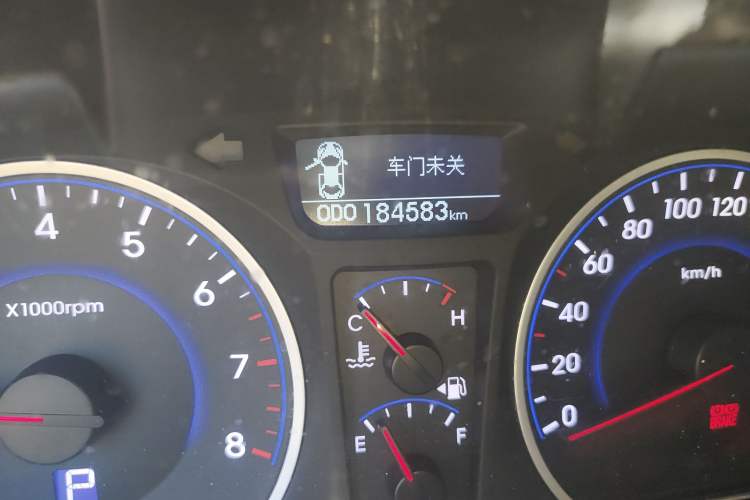 车门未关
ODO 184583 km
4 5 6 7 8
X1000rpm
P
C H
E F
0 20 40 60 80 100 120
km/h
BRAKE